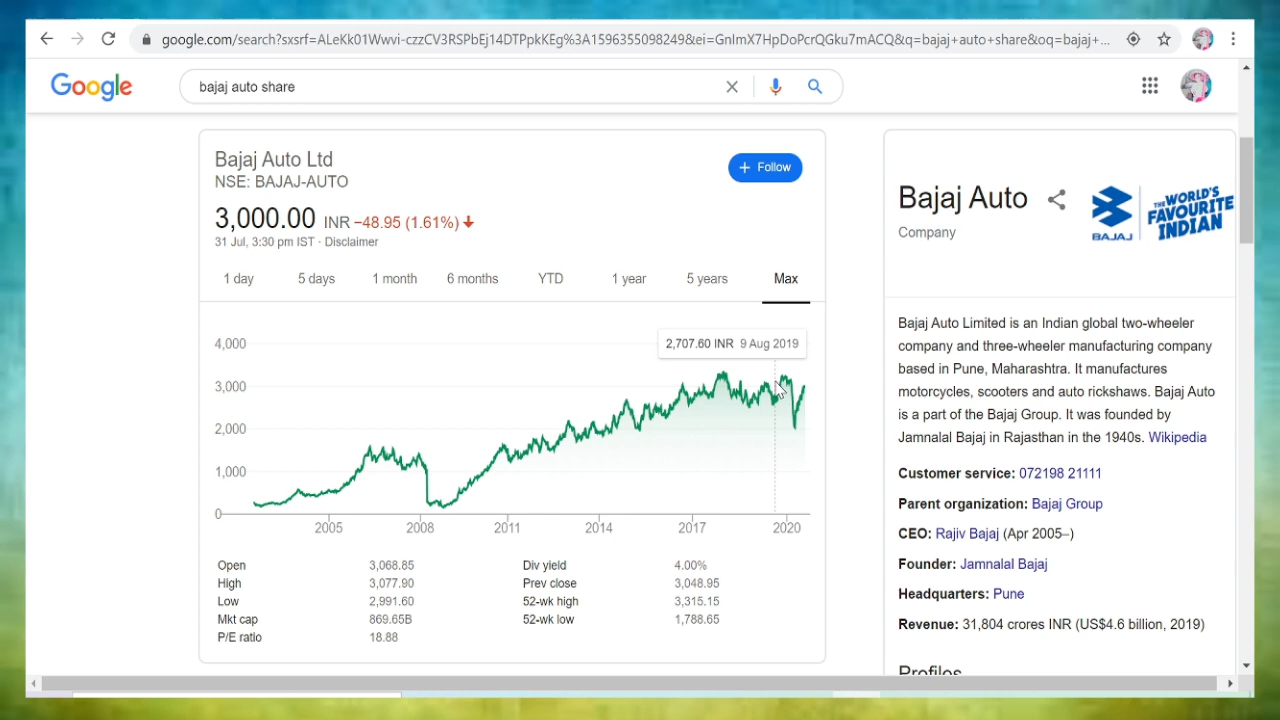 google.com/search?sxsrf=ALeKk01Wwvi-czzCV3RSPbEj14DTPpkKEg%3A1596355098249&ei=GnImX7HpDoPcrQGku7mACQ&q=bajaj+auto+share&oq=bajaj+...
Google
bajaj auto share
Bajaj Auto Ltd
NSE: BAJAJ-AUTO
+ Follow
3,000.00 INR −48.95 (1.61%)
31 Jul, 3:30 pm IST · Disclaimer
1 day 5 days 1 month 6 months YTD 1 year 5 years Max
2,707.60 INR 9 Aug 2019
4,000
3,000
2,000
1,000
0
2005 2008 2011 2014 2017 2020
Open 3,068.85 Div yield 4.00%
High 3,077.90 Prev close 3,048.95
Low 2,991.60 52-wk high 3,315.15
Mkt cap 869.65B 52-wk low 1,788.65
P/E ratio 18.88
Bajaj Auto
Company
BAJAJ
THE WORLD'S
FAVOURITE
INDIAN
Bajaj Auto Limited is an Indian global two-wheeler
company and three-wheeler manufacturing company
based in Pune, Maharashtra. It manufactures
motorcycles, scooters and auto rickshaws. Bajaj Auto
is a part of the Bajaj Group. It was founded by
Jamnalal Bajaj in Rajasthan in the 1940s. Wikipedia
Customer service: 072198 21111
Parent organization: Bajaj Group
CEO: Rajiv Bajaj (Apr 2005–)
Founder: Jamnalal Bajaj
Headquarters: Pune
Revenue: 31,804 crores INR (US$4.6 billion, 2019)
Profiles